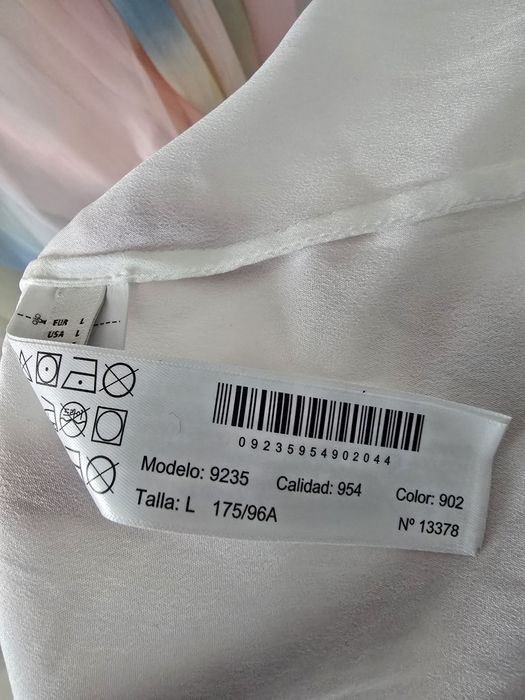 EUR L
USA L
09235954902044
Modelo: 9235 Calidad: 954 Color: 902
Talla: L 175/96A Nº 13378